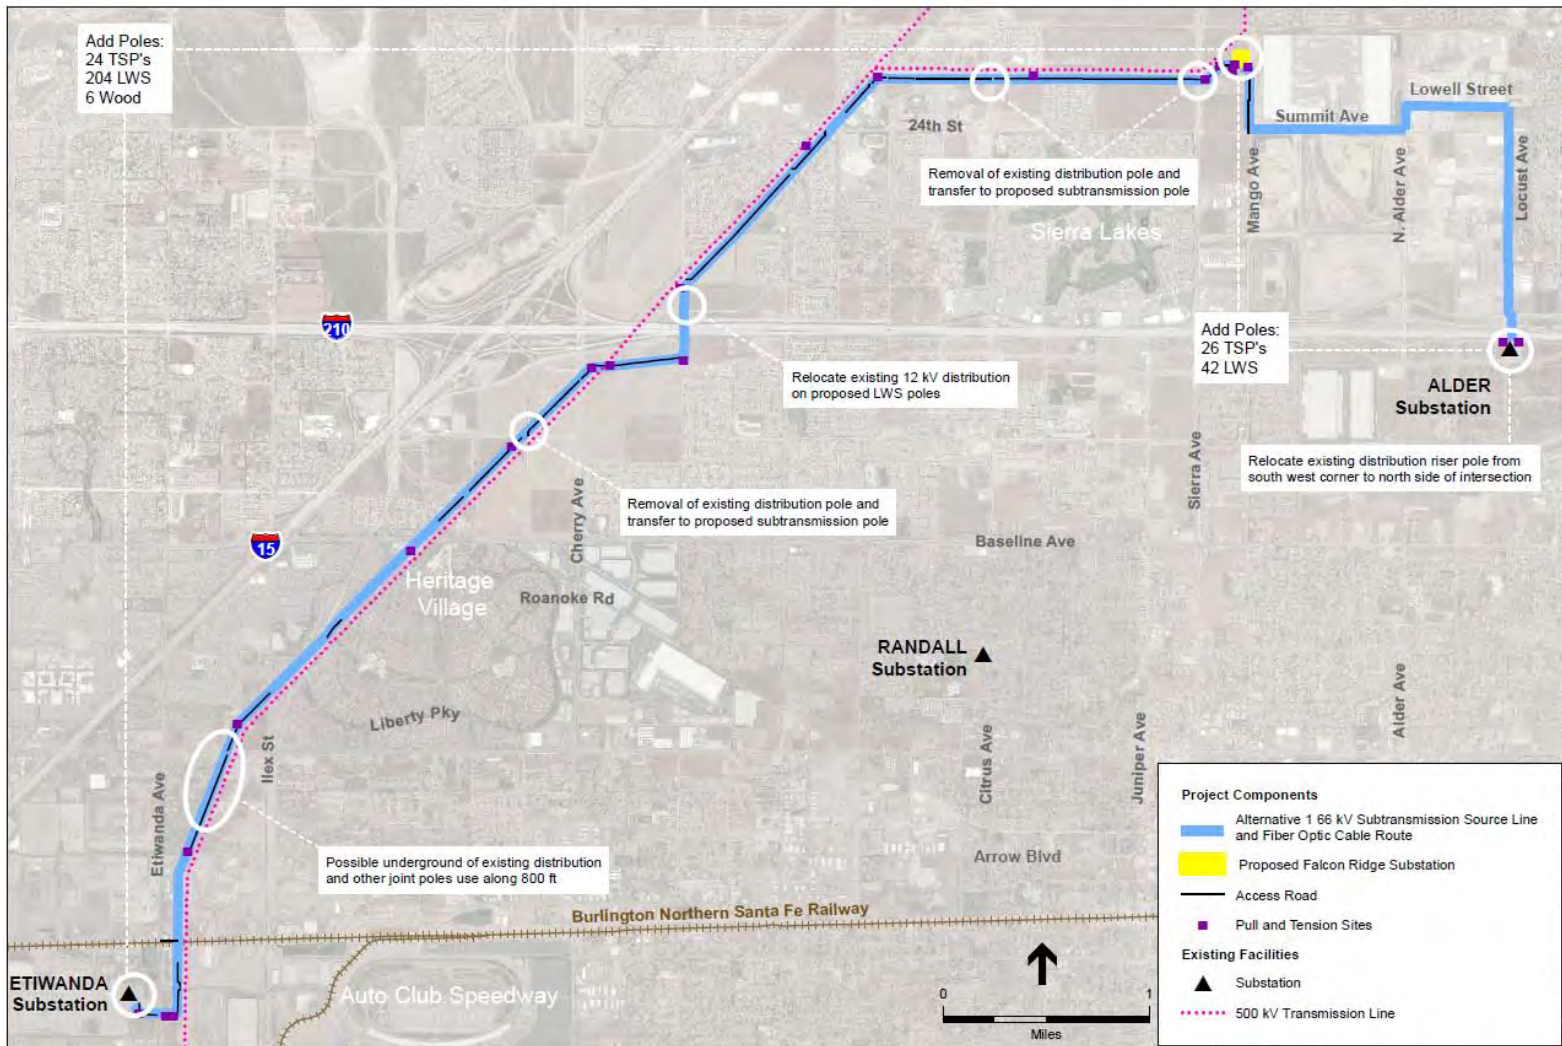 Add Poles:
24 TSP's
204 LWS
6 Wood
Lowell Street
Summit Ave
24th St
Removal of existing distribution pole and
transfer to proposed subtransmission pole
Mango Ave
N. Alder Ave
Locust Ave
Sierra Lakes
210
Add Poles:
26 TSP's
42 LWS
Relocate existing 12 kV distribution
on proposed LWS poles
ALDER
Substation
Sierra Ave
Relocate existing distribution riser pole from
south west corner to north side of intersection
Removal of existing distribution pole and
transfer to proposed subtransmission pole
Cherry Ave
15
Baseline Ave
Heritage
Village
Roanoke Rd
RANDALL
Substation
Liberty Pky
Ilex St
Etiwanda Ave
Citrus Ave
Juniper Ave
Alder Ave
Possible underground of existing distribution
and other joint poles use along 800 ft
Arrow Blvd
Burlington Northern Santa Fe Railway
ETIWANDA
Substation
Auto Club Speedway
0
1
Miles
Project Components
Alternative 1 66 kV Subtransmission Source Line
and Fiber Optic Cable Route
Proposed Falcon Ridge Substation
Access Road
Pull and Tension Sites
Existing Facilities
Substation
500 kV Transmission Line